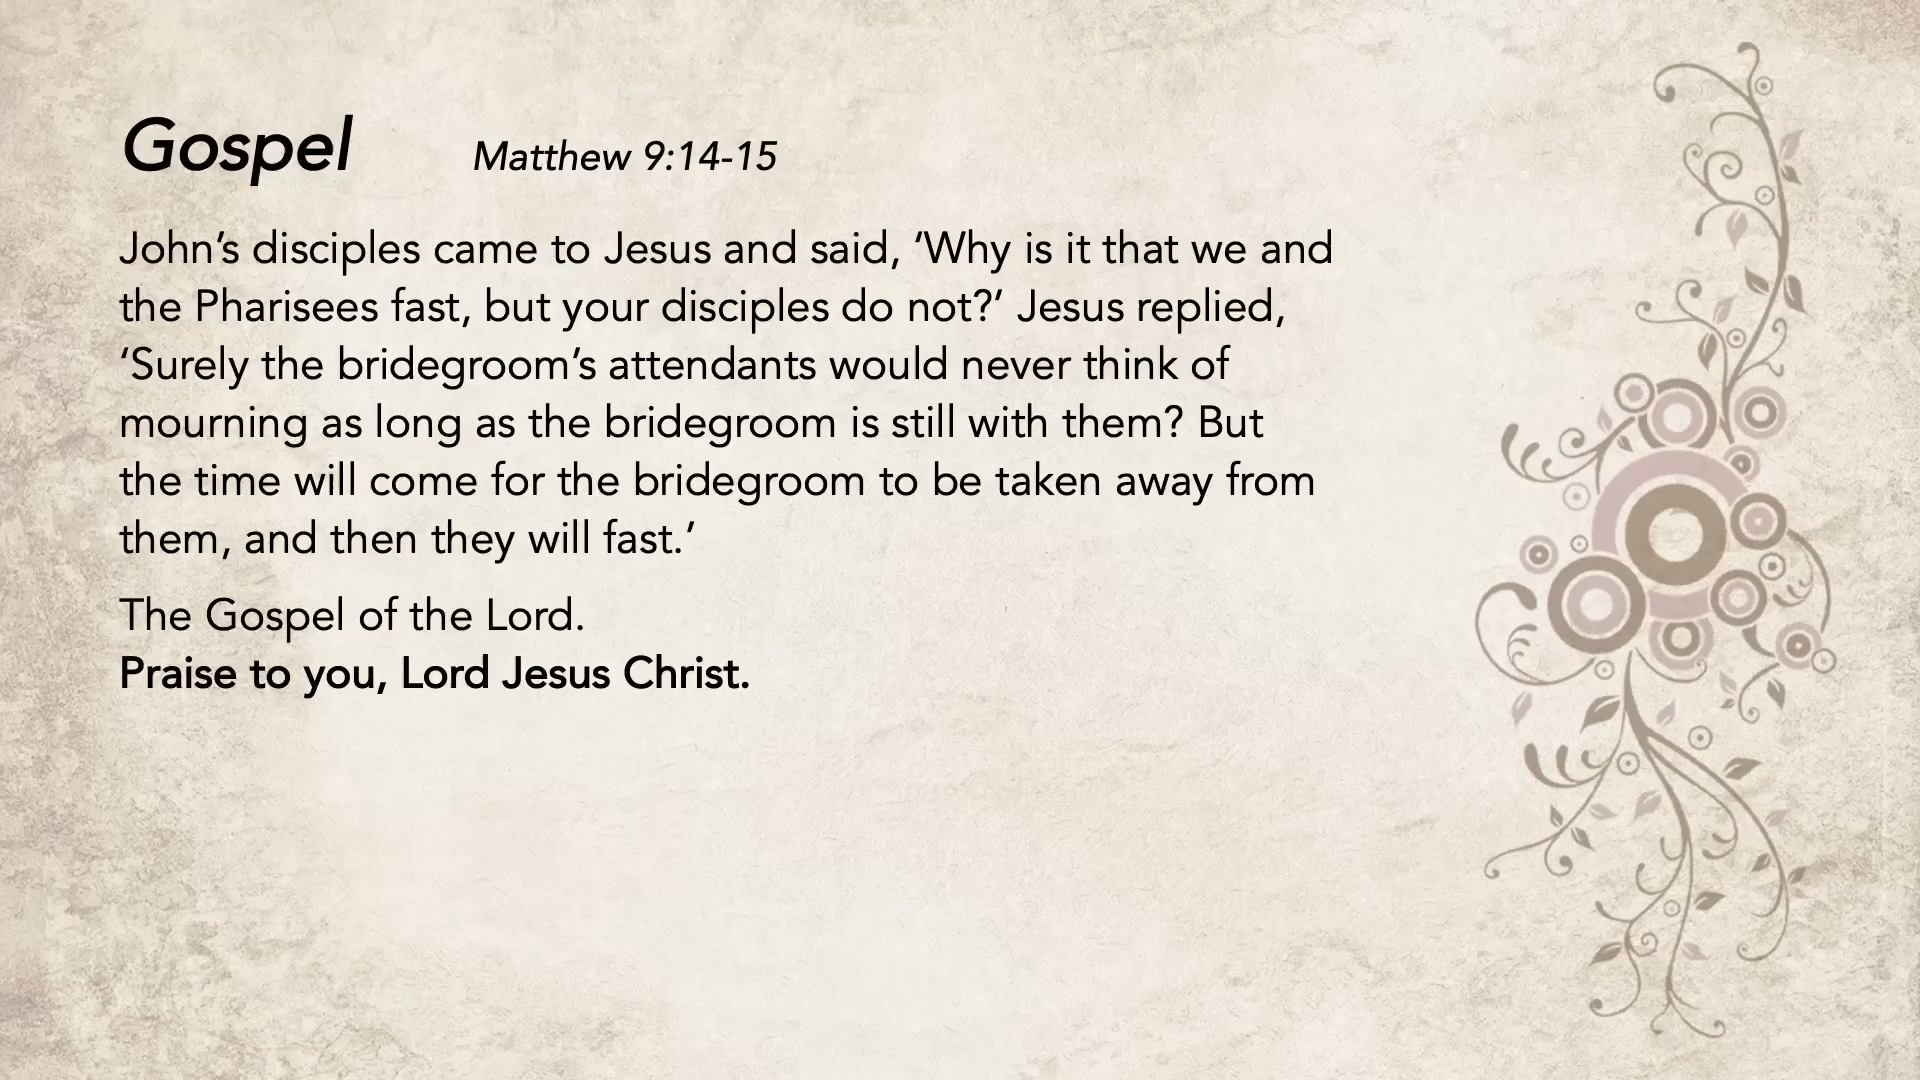 Gospel Matthew 9:14-15
John’s disciples came to Jesus and said, ‘Why is it that we and
the Pharisees fast, but your disciples do not?’ Jesus replied,
‘Surely the bridegroom’s attendants would never think of
mourning as long as the bridegroom is still with them? But
the time will come for the bridegroom to be taken away from
them, and then they will fast.’
The Gospel of the Lord.
Praise to you, Lord Jesus Christ.